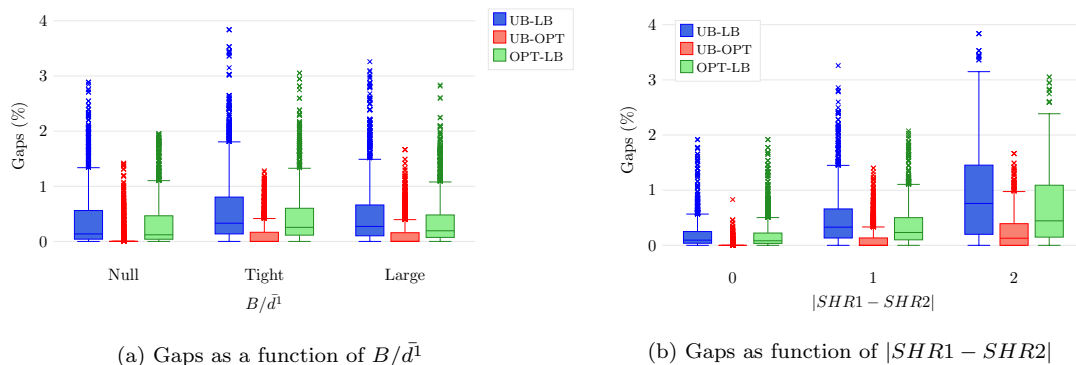 4
3
2
1
0
Gaps (%)
UB-LB
UB-OPT
OPT-LB
Null
Tight
Large
B/d̄¹
(a) Gaps as a function of B/d̄¹
4
3
2
1
0
Gaps (%)
UB-LB
UB-OPT
OPT-LB
0
1
2
|SHR1 − SHR2|
(b) Gaps as function of |SHR1 − SHR2|